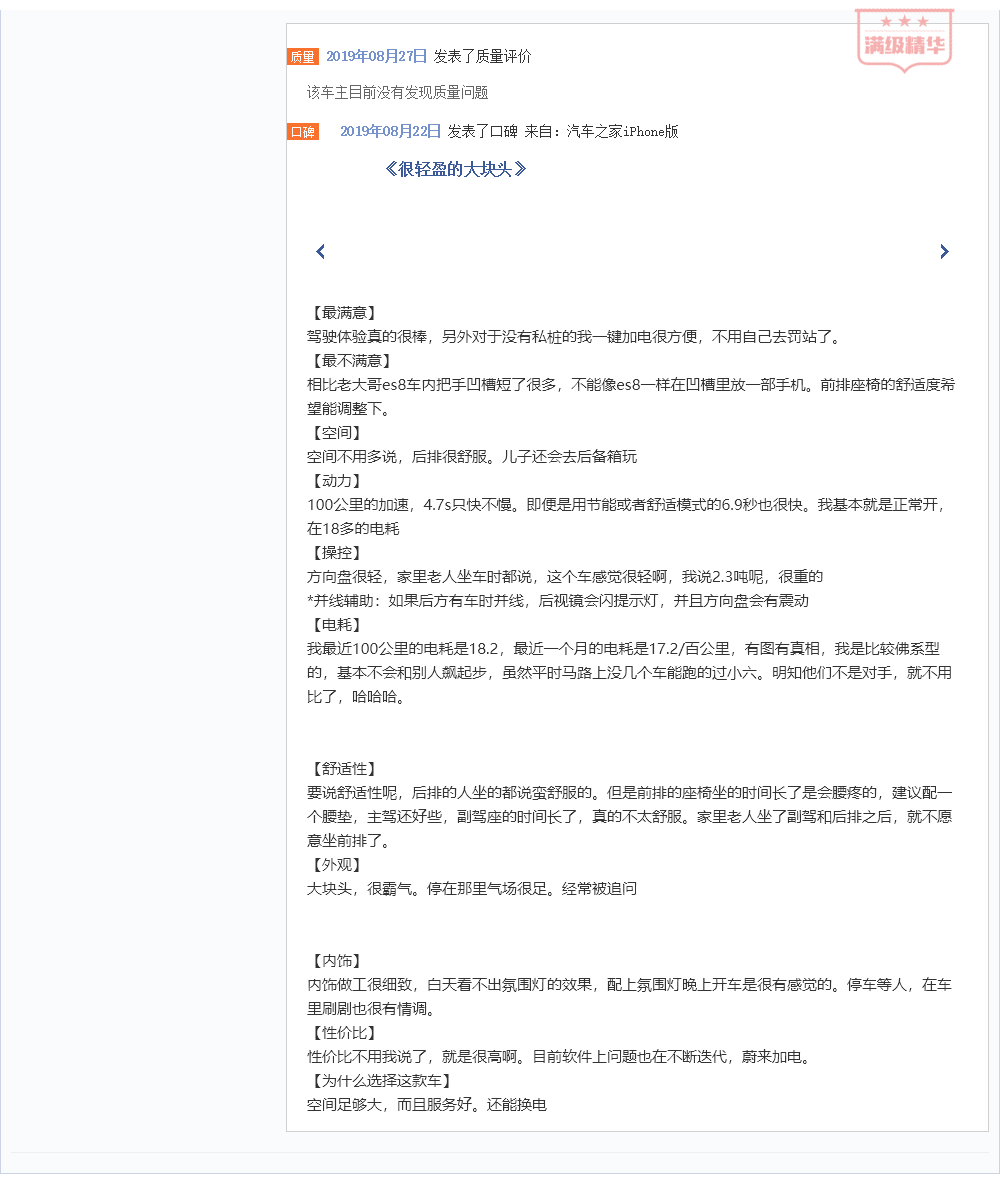 ★★★
满级精华
质量 2019年08月27日 发表了质量评价
该车主目前没有发现质量问题
口碑 2019年08月22日 发表了口碑 来自：汽车之家iPhone版
《很轻盈的大块头》
【最满意】
驾驶体验真的很棒，另外对于没有私桩的我一键加电很方便，不用自己去罚站了。
【最不满意】
相比老大哥es8车内把手凹槽短了很多，不能像es8一样在凹槽里放一部手机。前排座椅的舒适度希
望能调整下。
【空间】
空间不用多说，后排很舒服。儿子还会去后备箱玩
【动力】
100公里的加速，4.7s只快不慢。即便是用节能或者舒适模式的6.9秒也很快。我基本就是正常开，
在18多的电耗
【操控】
方向盘很轻，家里老人坐车时都说，这个车感觉很轻啊，我说2.3吨呢，很重的
*并线辅助：如果后方有车时并线，后视镜会闪提示灯，并且方向盘会有震动
【电耗】
我最近100公里的电耗是18.2，最近一个月的电耗是17.2/百公里，有图有真相，我是比较佛系型
的，基本不会和别人飙起步，虽然平时马路上没几个车能跑的过小六。明知他们不是对手，就不用
比了，哈哈哈。
【舒适性】
要说舒适性呢，后排的人坐的都说蛮舒服的。但是前排的座椅坐的时间长了是会腰疼的，建议配一
个腰垫，主驾还好些，副驾座的时间长了，真的不太舒服。家里老人坐了副驾和后排之后，就不愿
意坐前排了。
【外观】
大块头，很霸气。停在那里气场很足。经常被追问
【内饰】
内饰做工很细致，白天看不出氛围灯的效果，配上氛围灯晚上开车是很有感觉的。停车等人，在车
里刷剧也很有情调。
【性价比】
性价比不用我说了，就是很高啊。目前软件上问题也在不断迭代，蔚来加电。
【为什么选择这款车】
空间足够大，而且服务好。还能换电